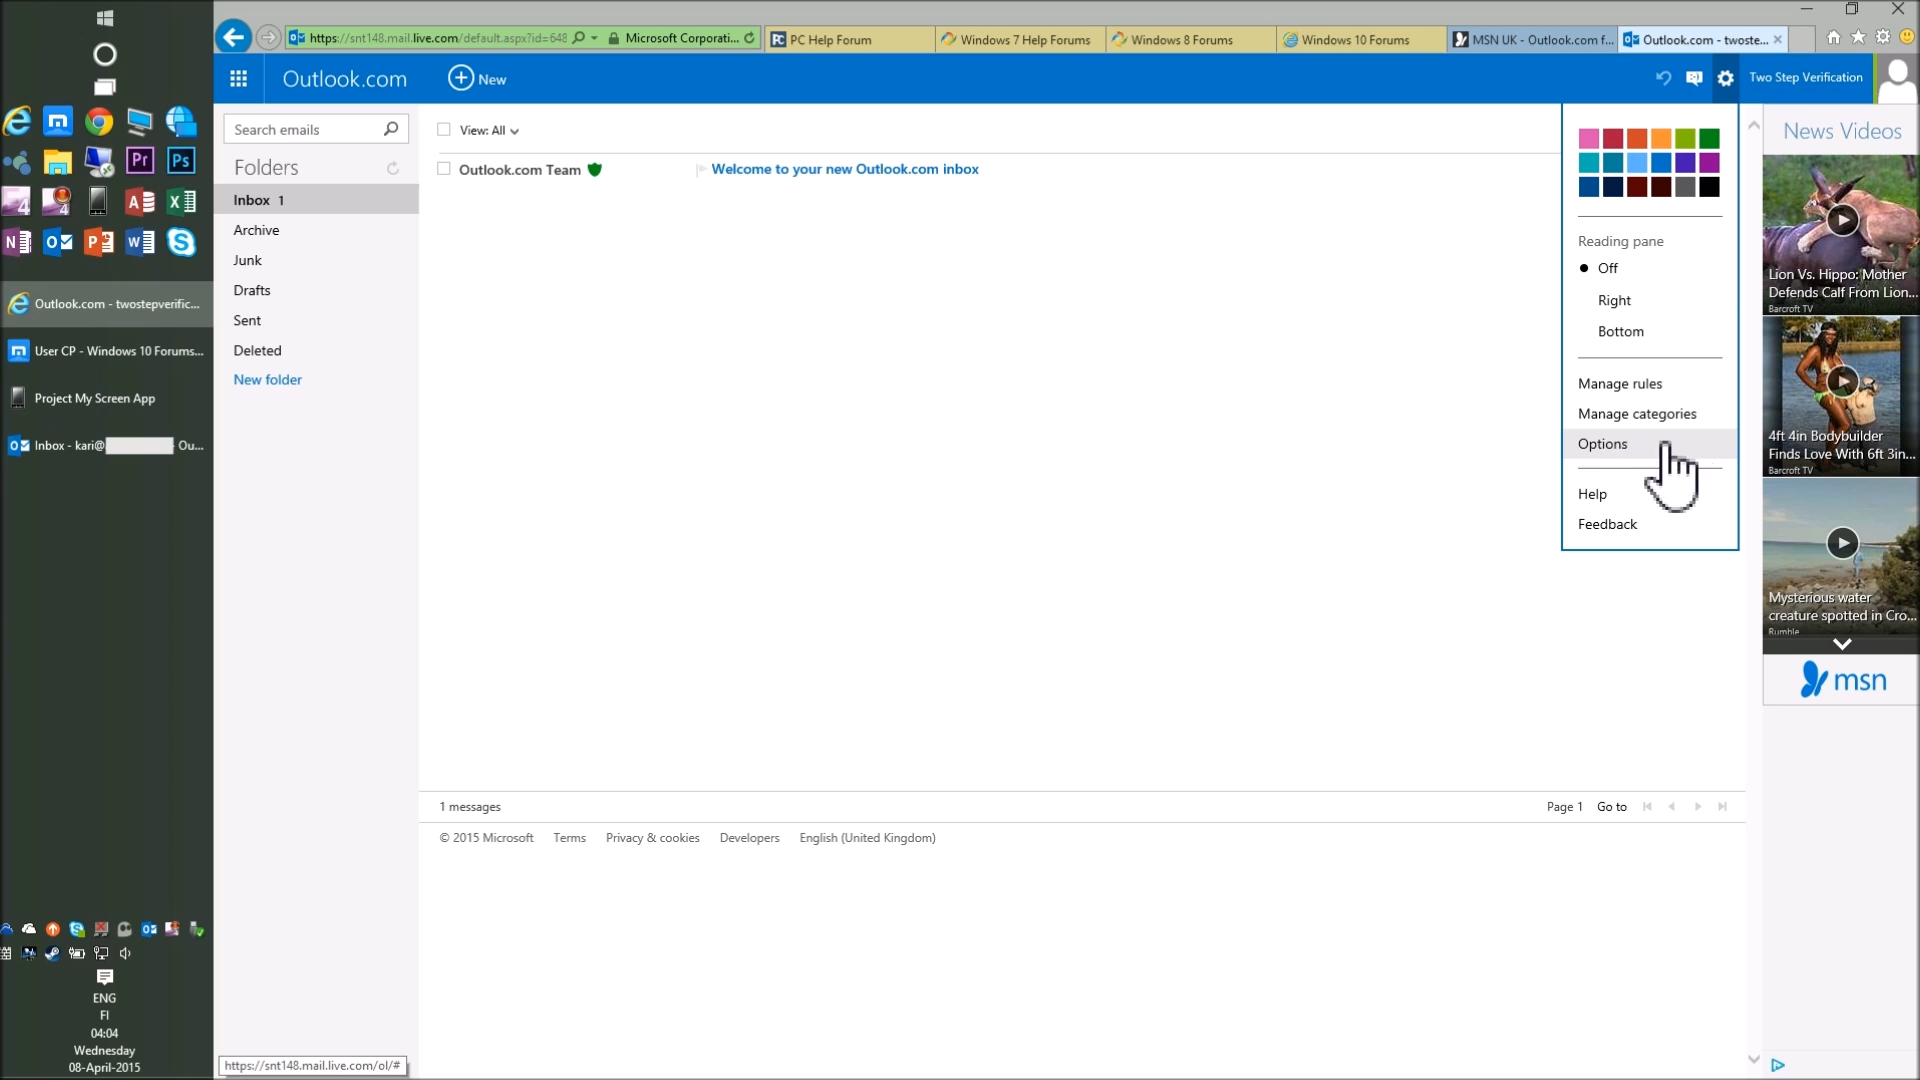 https://snt148.mail.live.com/default.aspx?id=648
Microsoft Corporati...
PC Help Forum
Windows 7 Help Forums
Windows 8 Forums
Windows 10 Forums
MSN UK - Outlook.com f...
Outlook.com - twoste...
Outlook.com
New
Two Step Verification
Search emails
View: All
Folders
Outlook.com Team
Welcome to your new Outlook.com inbox
Inbox 1
Archive
Junk
Drafts
Sent
Deleted
New folder
Pr
Ps
4
4
Outlook.com - twostepverific...
User CP - Windows 10 Forums...
Project My Screen App
Inbox - kari@ Ou...
Reading pane
Off
Right
Bottom
Manage rules
Manage categories
Options
Help
Feedback
News Videos
Lion Vs. Hippo: Mother
Defends Calf From Lion...
Barcroft TV
4ft 4in Bodybuilder
Finds Love With 6ft 3in...
Barcroft TV
Mysterious water
creature spotted in Cro...
Rumble
msn
1 messages
Page 1 Go to
© 2015 Microsoft Terms Privacy & cookies Developers English (United Kingdom)
ENG
FI
04:04
Wednesday
08-April-2015
https://snt148.mail.live.com/ol/#